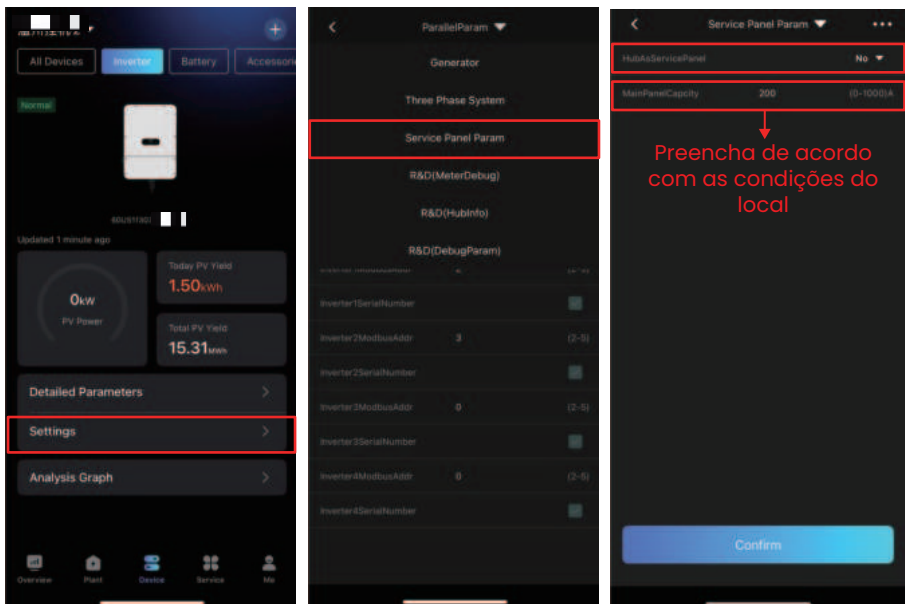 All Devices
Inverter
Battery
Accessori
Normal
Updated 1 minute ago
0kW
PV Power
Today PV Yield
1.50kWh
Total PV Yield
15.31MWh
Detailed Parameters
Settings
Analysis Graph
Overview
Plant
Device
Service
Me
ParallelParam
Generator
Three Phase System
Service Panel Param
R&D(MeterDebug)
R&D(HubInfo)
R&D(DebugParam)
Inverter1SerialNumber
Inverter2ModbusAddr 3 (2-5)
Inverter2SerialNumber
Inverter3ModbusAddr 0 (2-5)
Inverter3SerialNumber
Inverter4ModbusAddr 0 (2-5)
Inverter4SerialNumber
Service Panel Param
HubAsServicePanel No
MainPanelCapcity 200 (0-1000)A
Preencha de acordo
com as condições do
local
Confirm